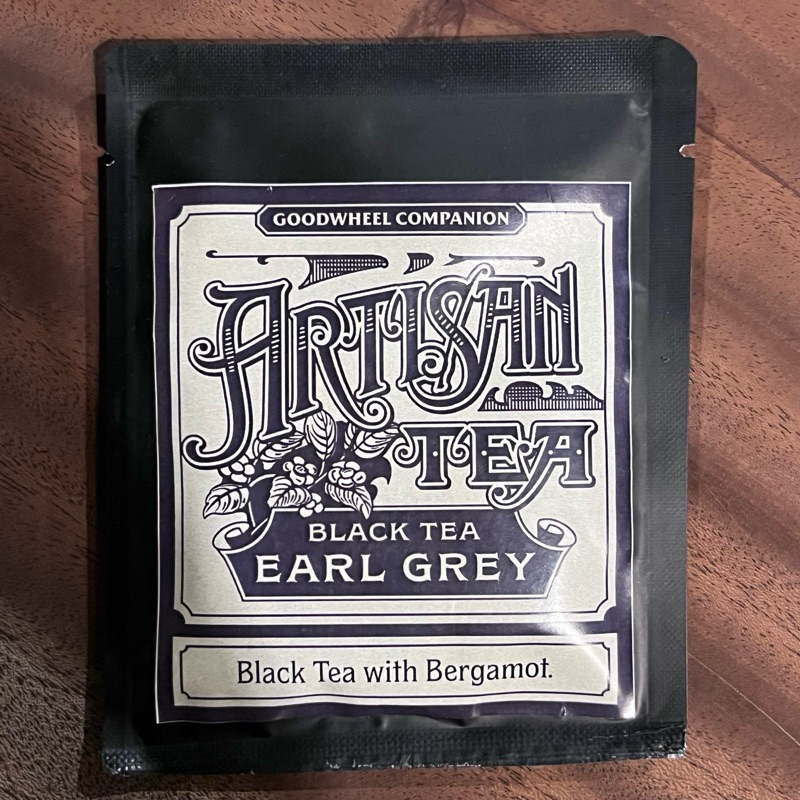 GOODWHEEL COMPANION
ARTISAN
TEA
BLACK TEA
EARL GREY
Black Tea with Bergamot.